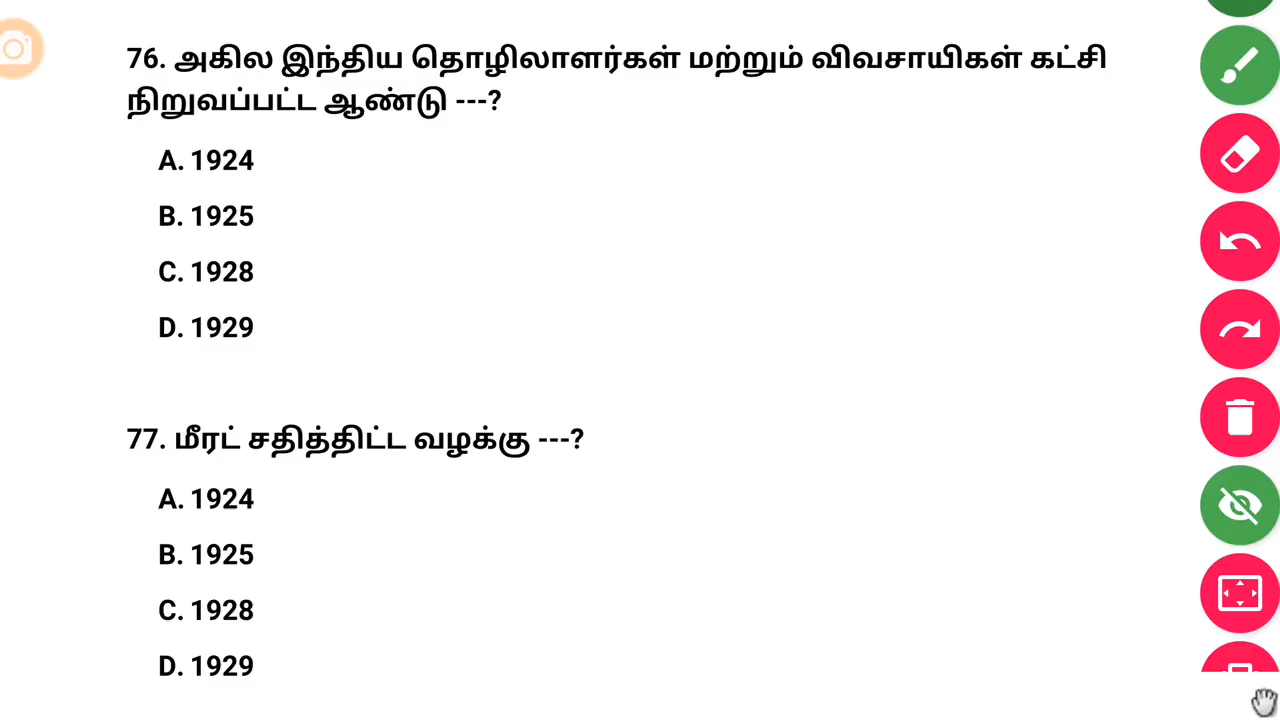 76. அகில இந்திய தொழிலாளர்கள் மற்றும் விவசாயிகள் கட்சி
நிறுவப்பட்ட ஆண்டு ---?
A. 1924
B. 1925
C. 1928
D. 1929
77. மீரட் சதித்திட்ட வழக்கு ---?
A. 1924
B. 1925
C. 1928
D. 1929